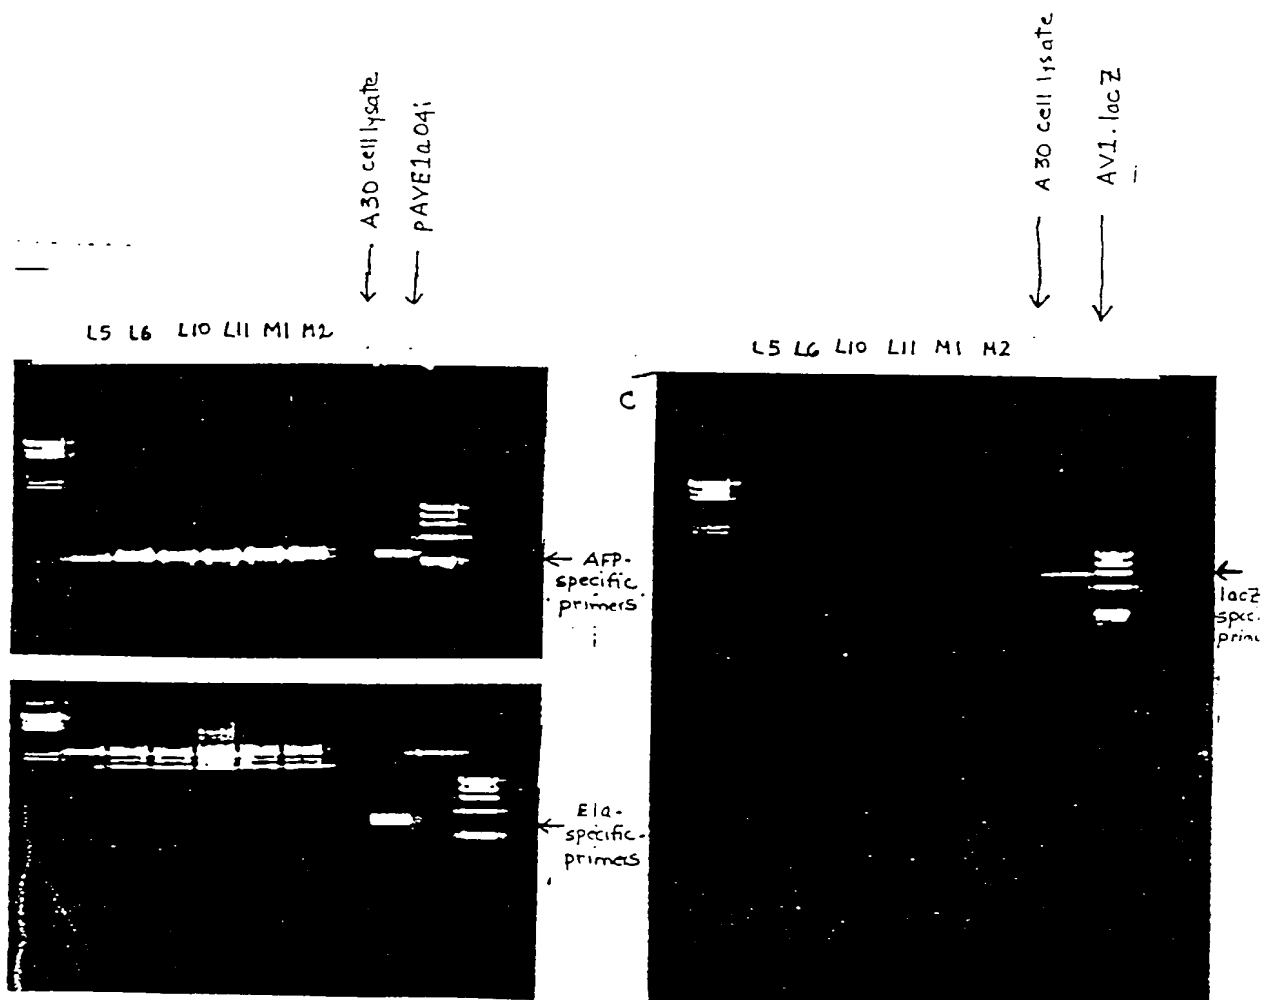 A30 cell lysate
pAVE1a04i
L5 L6 L10 L11 M1 M2
AFP-
specific
primers
E1a-
specific-
primers
A30 cell lysate
AV1.lacZ
i
L5 L6 L10 L11 M1 M2
C
lacZ
spec.